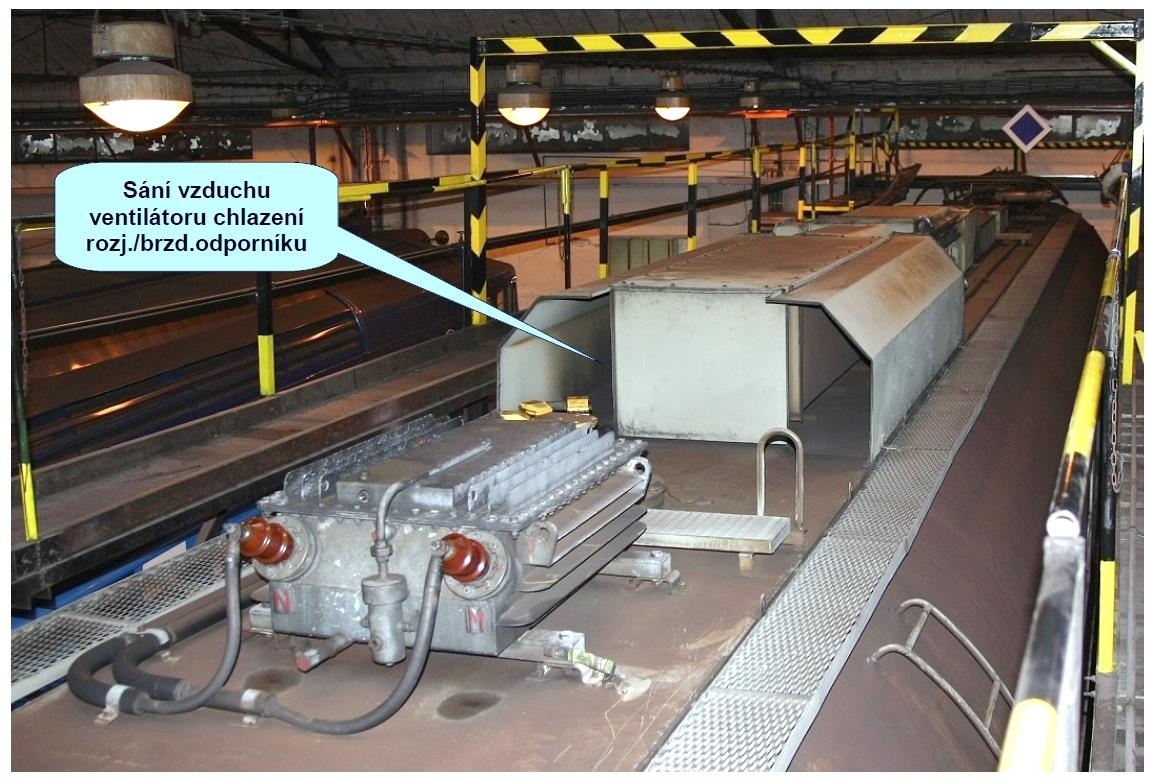 Sání vzduchu
ventilátoru chlazení
rozj./brzd.odporníku
N
M